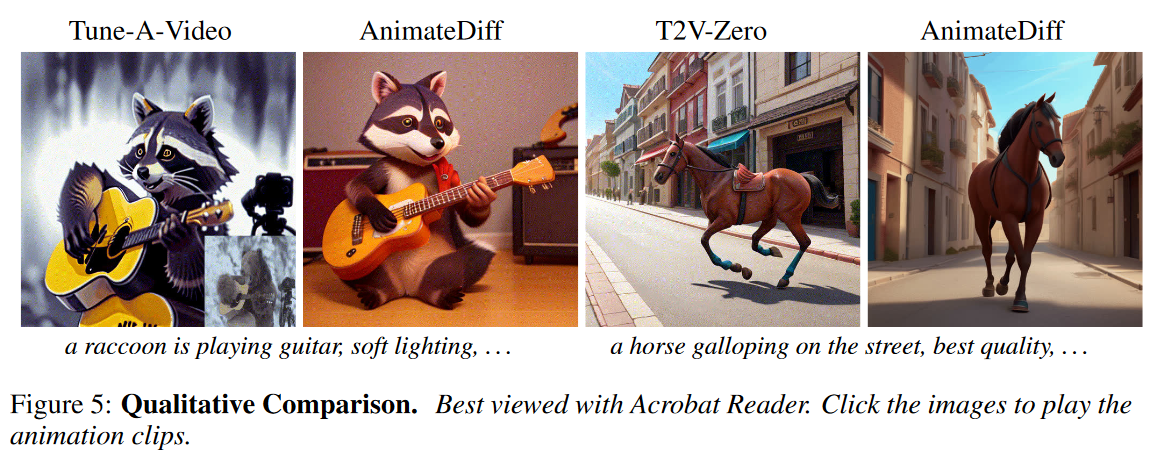 Tune-A-Video AnimateDiff T2V-Zero AnimateDiff
a raccoon is playing guitar, soft lighting, ... a horse galloping on the street, best quality, ...
Figure 5: Qualitative Comparison. Best viewed with Acrobat Reader. Click the images to play the
animation clips.